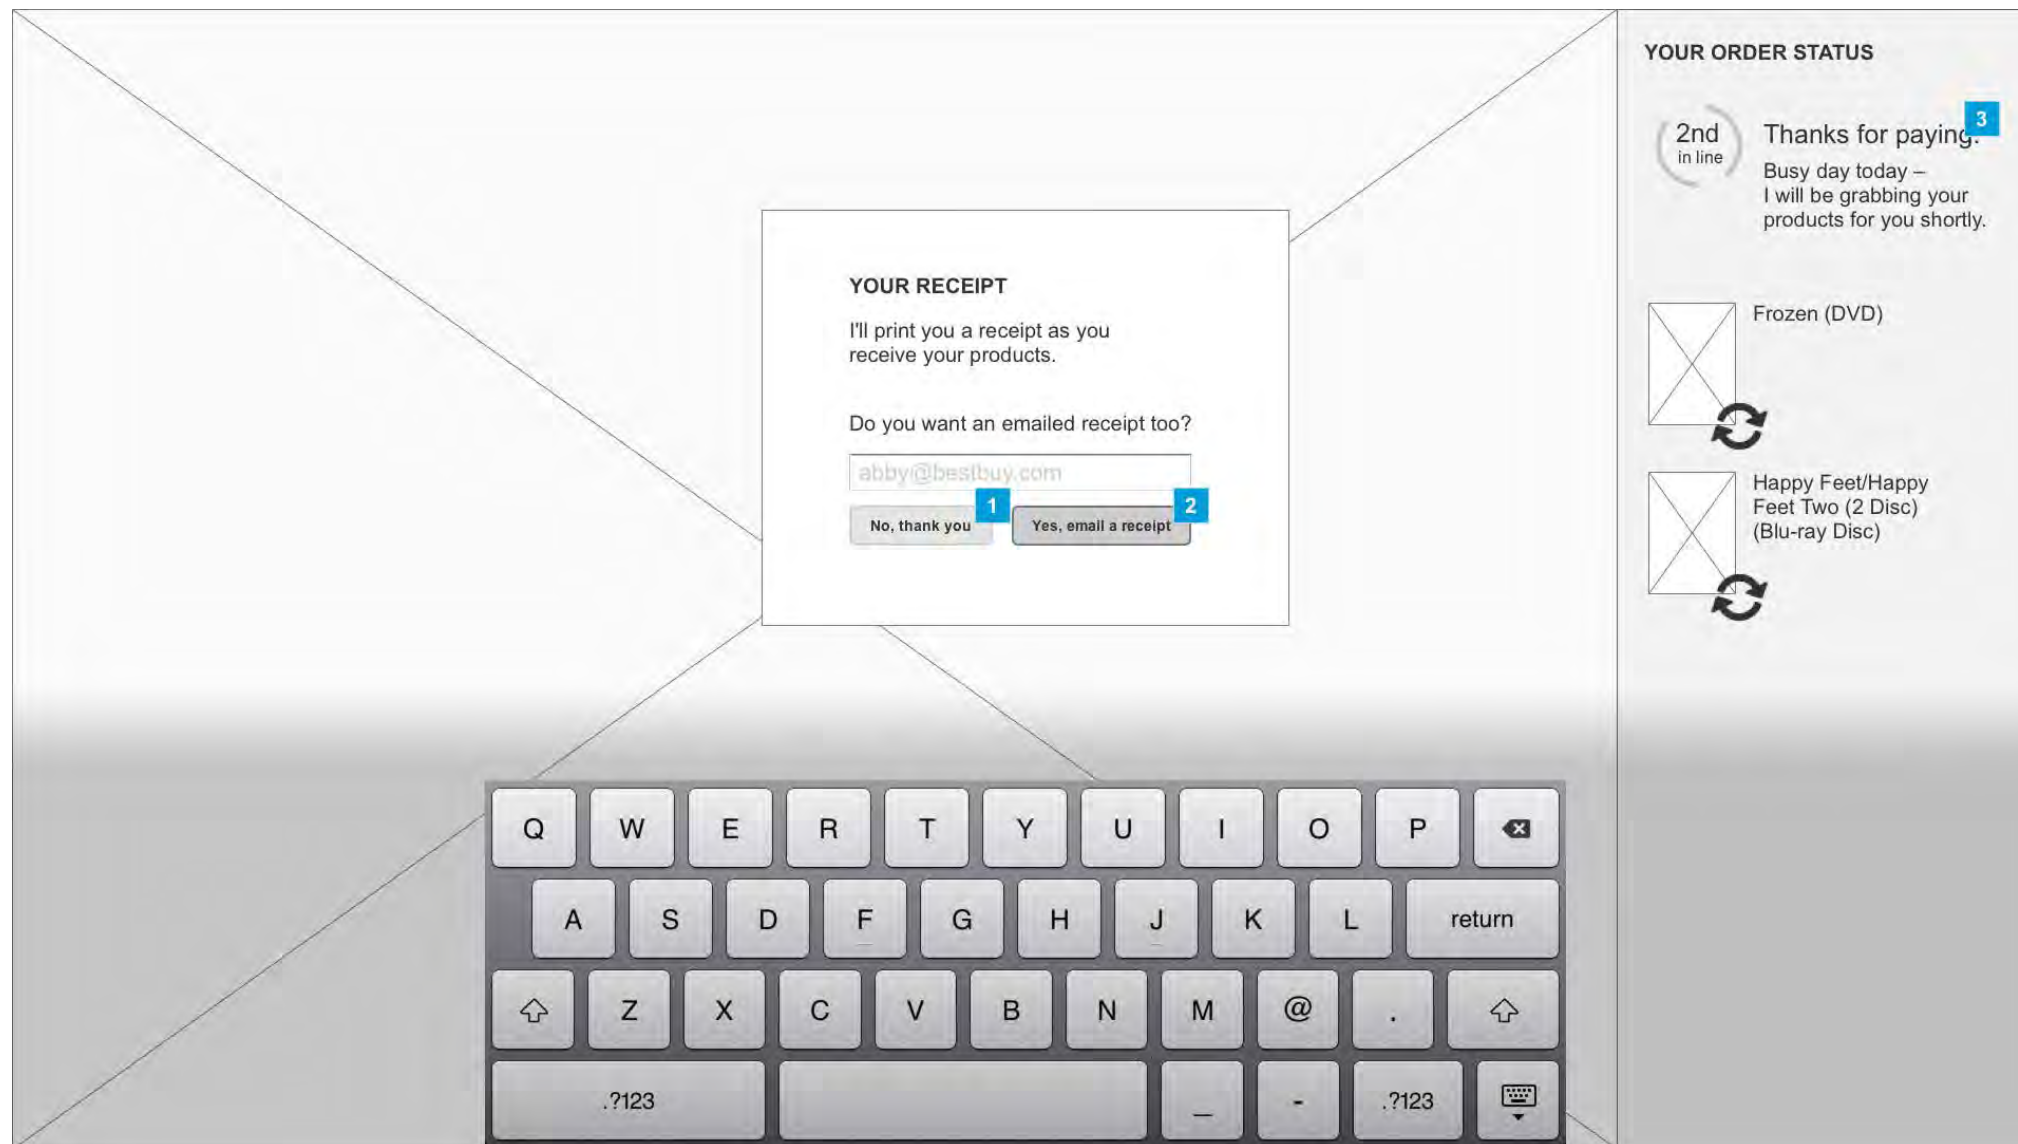 YOUR RECEIPT
I'll print you a receipt as you
receive your products.
Do you want an emailed receipt too?
abby@bestbuy.com
1
2
No, thank you
Yes, email a receipt
YOUR ORDER STATUS
3
2nd
in line
Thanks for paying.
Busy day today –
I will be grabbing your
products for you shortly.
Frozen (DVD)
Happy Feet/Happy
Feet Two (2 Disc)
(Blu-ray Disc)
Q W E R T Y U I O P
A S D F G H J K L return
Z X C V B N M @ .
.?123 _ - .?123